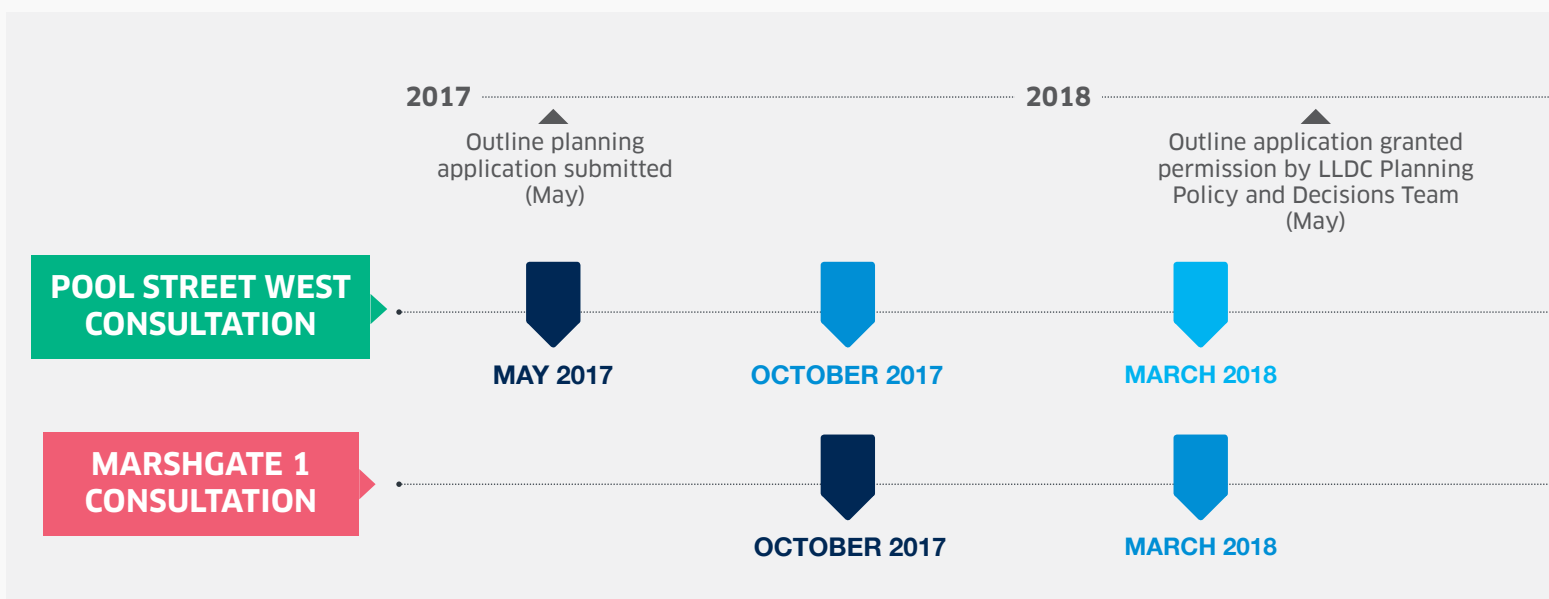 2017
2018
Outline planning
application submitted
(May)
Outline application granted
permission by LLDC Planning
Policy and Decisions Team
(May)
POOL STREET WEST
CONSULTATION
MAY 2017
OCTOBER 2017
MARCH 2018
MARSHGATE 1
CONSULTATION
OCTOBER 2017
MARCH 2018